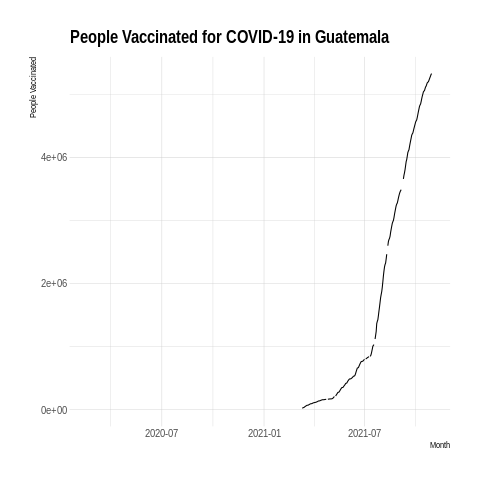 People Vaccinated for COVID-19 in Guatemala
People Vaccinated
4e+06
2e+06
0e+00
2020-07
2021-01
2021-07
Month